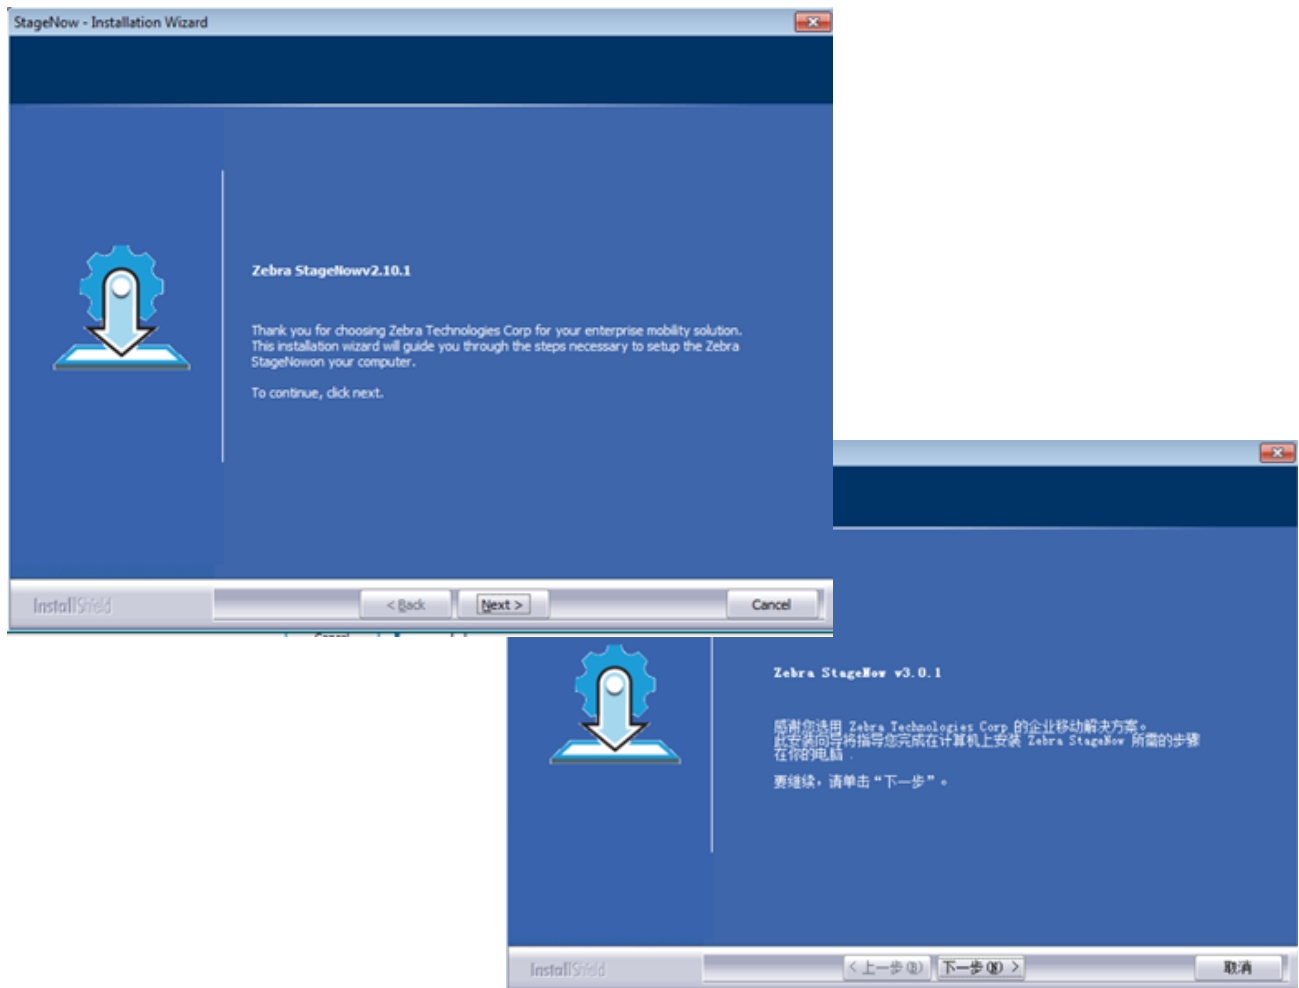 StageNow - Installation Wizard
Zebra StageNowv2.10.1
Thank you for choosing Zebra Technologies Corp for your enterprise mobility solution.
This installation wizard will guide you through the steps necessary to setup the Zebra
StageNowon your computer.
To continue, click next.
InstallShield
< Back
Next >
Cancel
Zebra StageNow v3.0.1
感谢您选用 Zebra Technologies Corp 的企业移动解决方案。
此安装向导将指导您完成在计算机上安装 Zebra StageNow 所需的步骤
在你的电脑 .
要继续，请单击“下一步”。
InstallShield
< 上一步(B)
下一步(N) >
取消